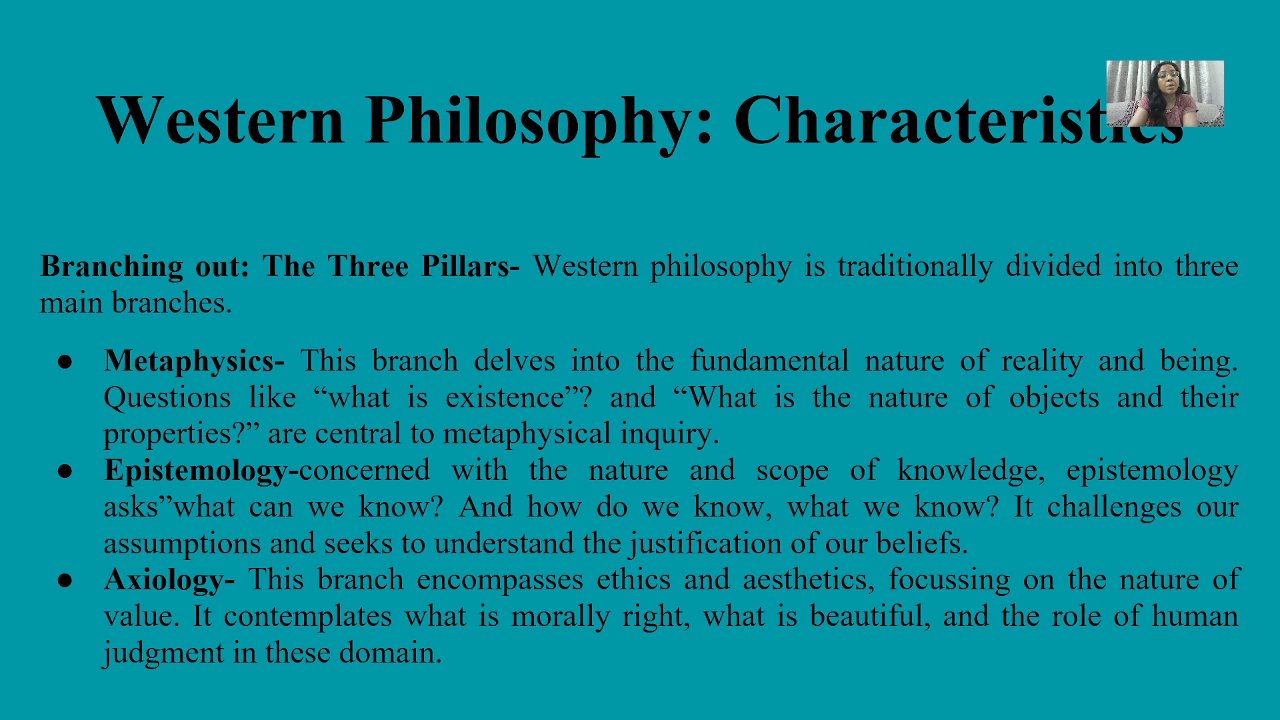 Western Philosophy: Characteristics
Branching out: The Three Pillars- Western philosophy is traditionally divided into three
main branches.
● Metaphysics- This branch delves into the fundamental nature of reality and being.
Questions like “what is existence”? and “What is the nature of objects and their
properties?” are central to metaphysical inquiry.
● Epistemology-concerned with the nature and scope of knowledge, epistemology
asks”what can we know? And how do we know, what we know? It challenges our
assumptions and seeks to understand the justification of our beliefs.
● Axiology- This branch encompasses ethics and aesthetics, focussing on the nature of
value. It contemplates what is morally right, what is beautiful, and the role of human
judgment in these domain.